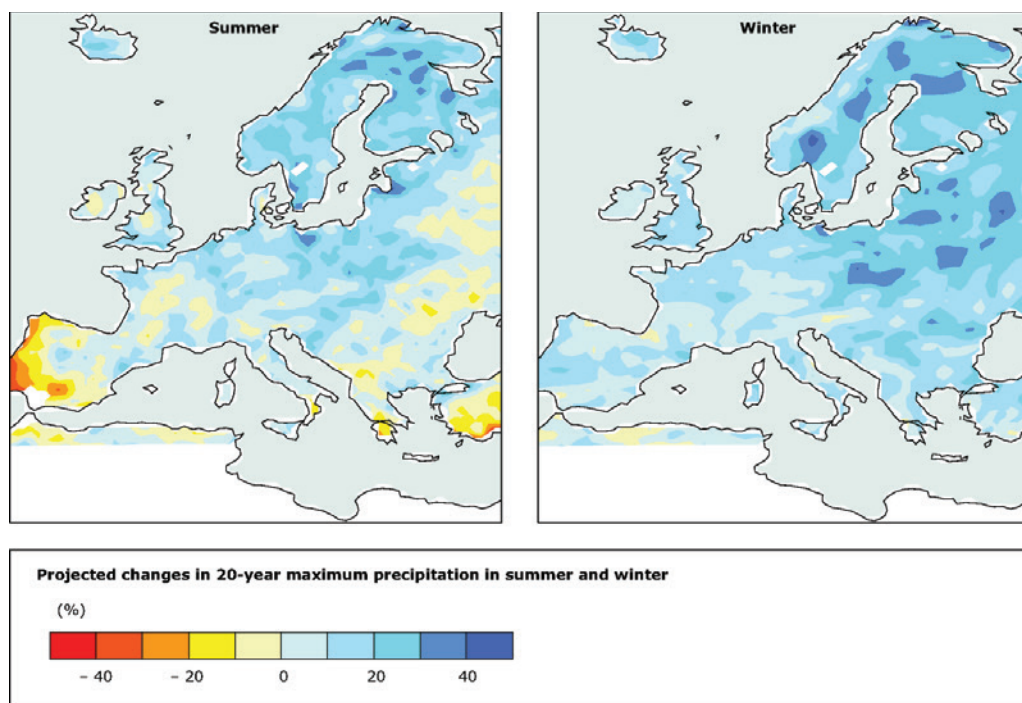 Summer
Winter
Projected changes in 20-year maximum precipitation in summer and winter
(%)
– 40 – 20 0 20 40